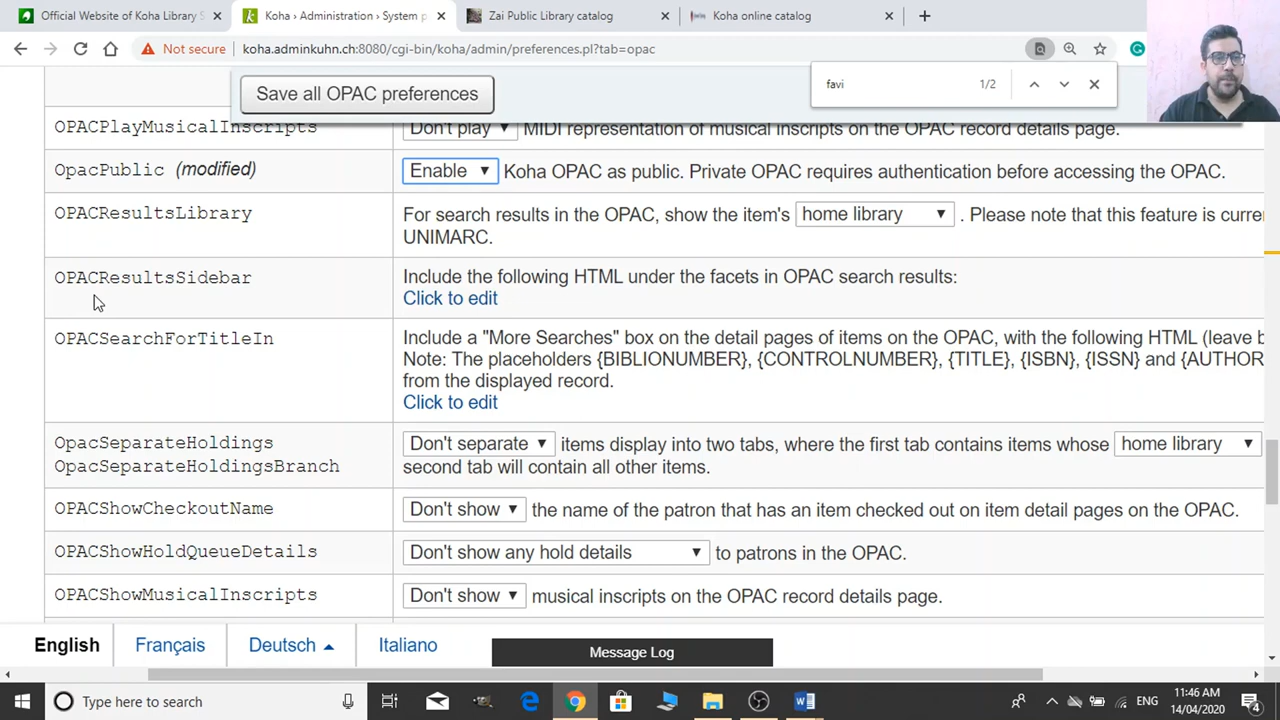 Official Website of Koha Library S
Koha › Administration › System p
Zai Public Library catalog
Koha online catalog
Not secure
koha.adminkuhn.ch:8080/cgi-bin/koha/admin/preferences.pl?tab=opac
favi
1/2
Save all OPAC preferences
OPACPlayMusicalInscripts
Don't play MIDI representation of musical inscripts on the OPAC record details page.
OpacPublic (modified)
Enable Koha OPAC as public. Private OPAC requires authentication before accessing the OPAC.
OPACResultsLibrary
For search results in the OPAC, show the item's home library . Please note that this feature is curre
UNIMARC.
OPACResultsSidebar
Include the following HTML under the facets in OPAC search results:
Click to edit
OPACSearchForTitleIn
Include a "More Searches" box on the detail pages of items on the OPAC, with the following HTML (leave b
Note: The placeholders {BIBLIONUMBER}, {CONTROLNUMBER}, {TITLE}, {ISBN}, {ISSN} and {AUTHOR
from the displayed record.
Click to edit
OpacSeparateHoldings
OpacSeparateHoldingsBranch
Don't separate items display into two tabs, where the first tab contains items whose home library
second tab will contain all other items.
OPACShowCheckoutName
Don't show the name of the patron that has an item checked out on item detail pages on the OPAC.
OPACShowHoldQueueDetails
Don't show any hold details to patrons in the OPAC.
OPACShowMusicalInscripts
Don't show musical inscripts on the OPAC record details page.
English Français Deutsch Italiano
Message Log
Type here to search
ENG
11:46 AM
14/04/2020
4